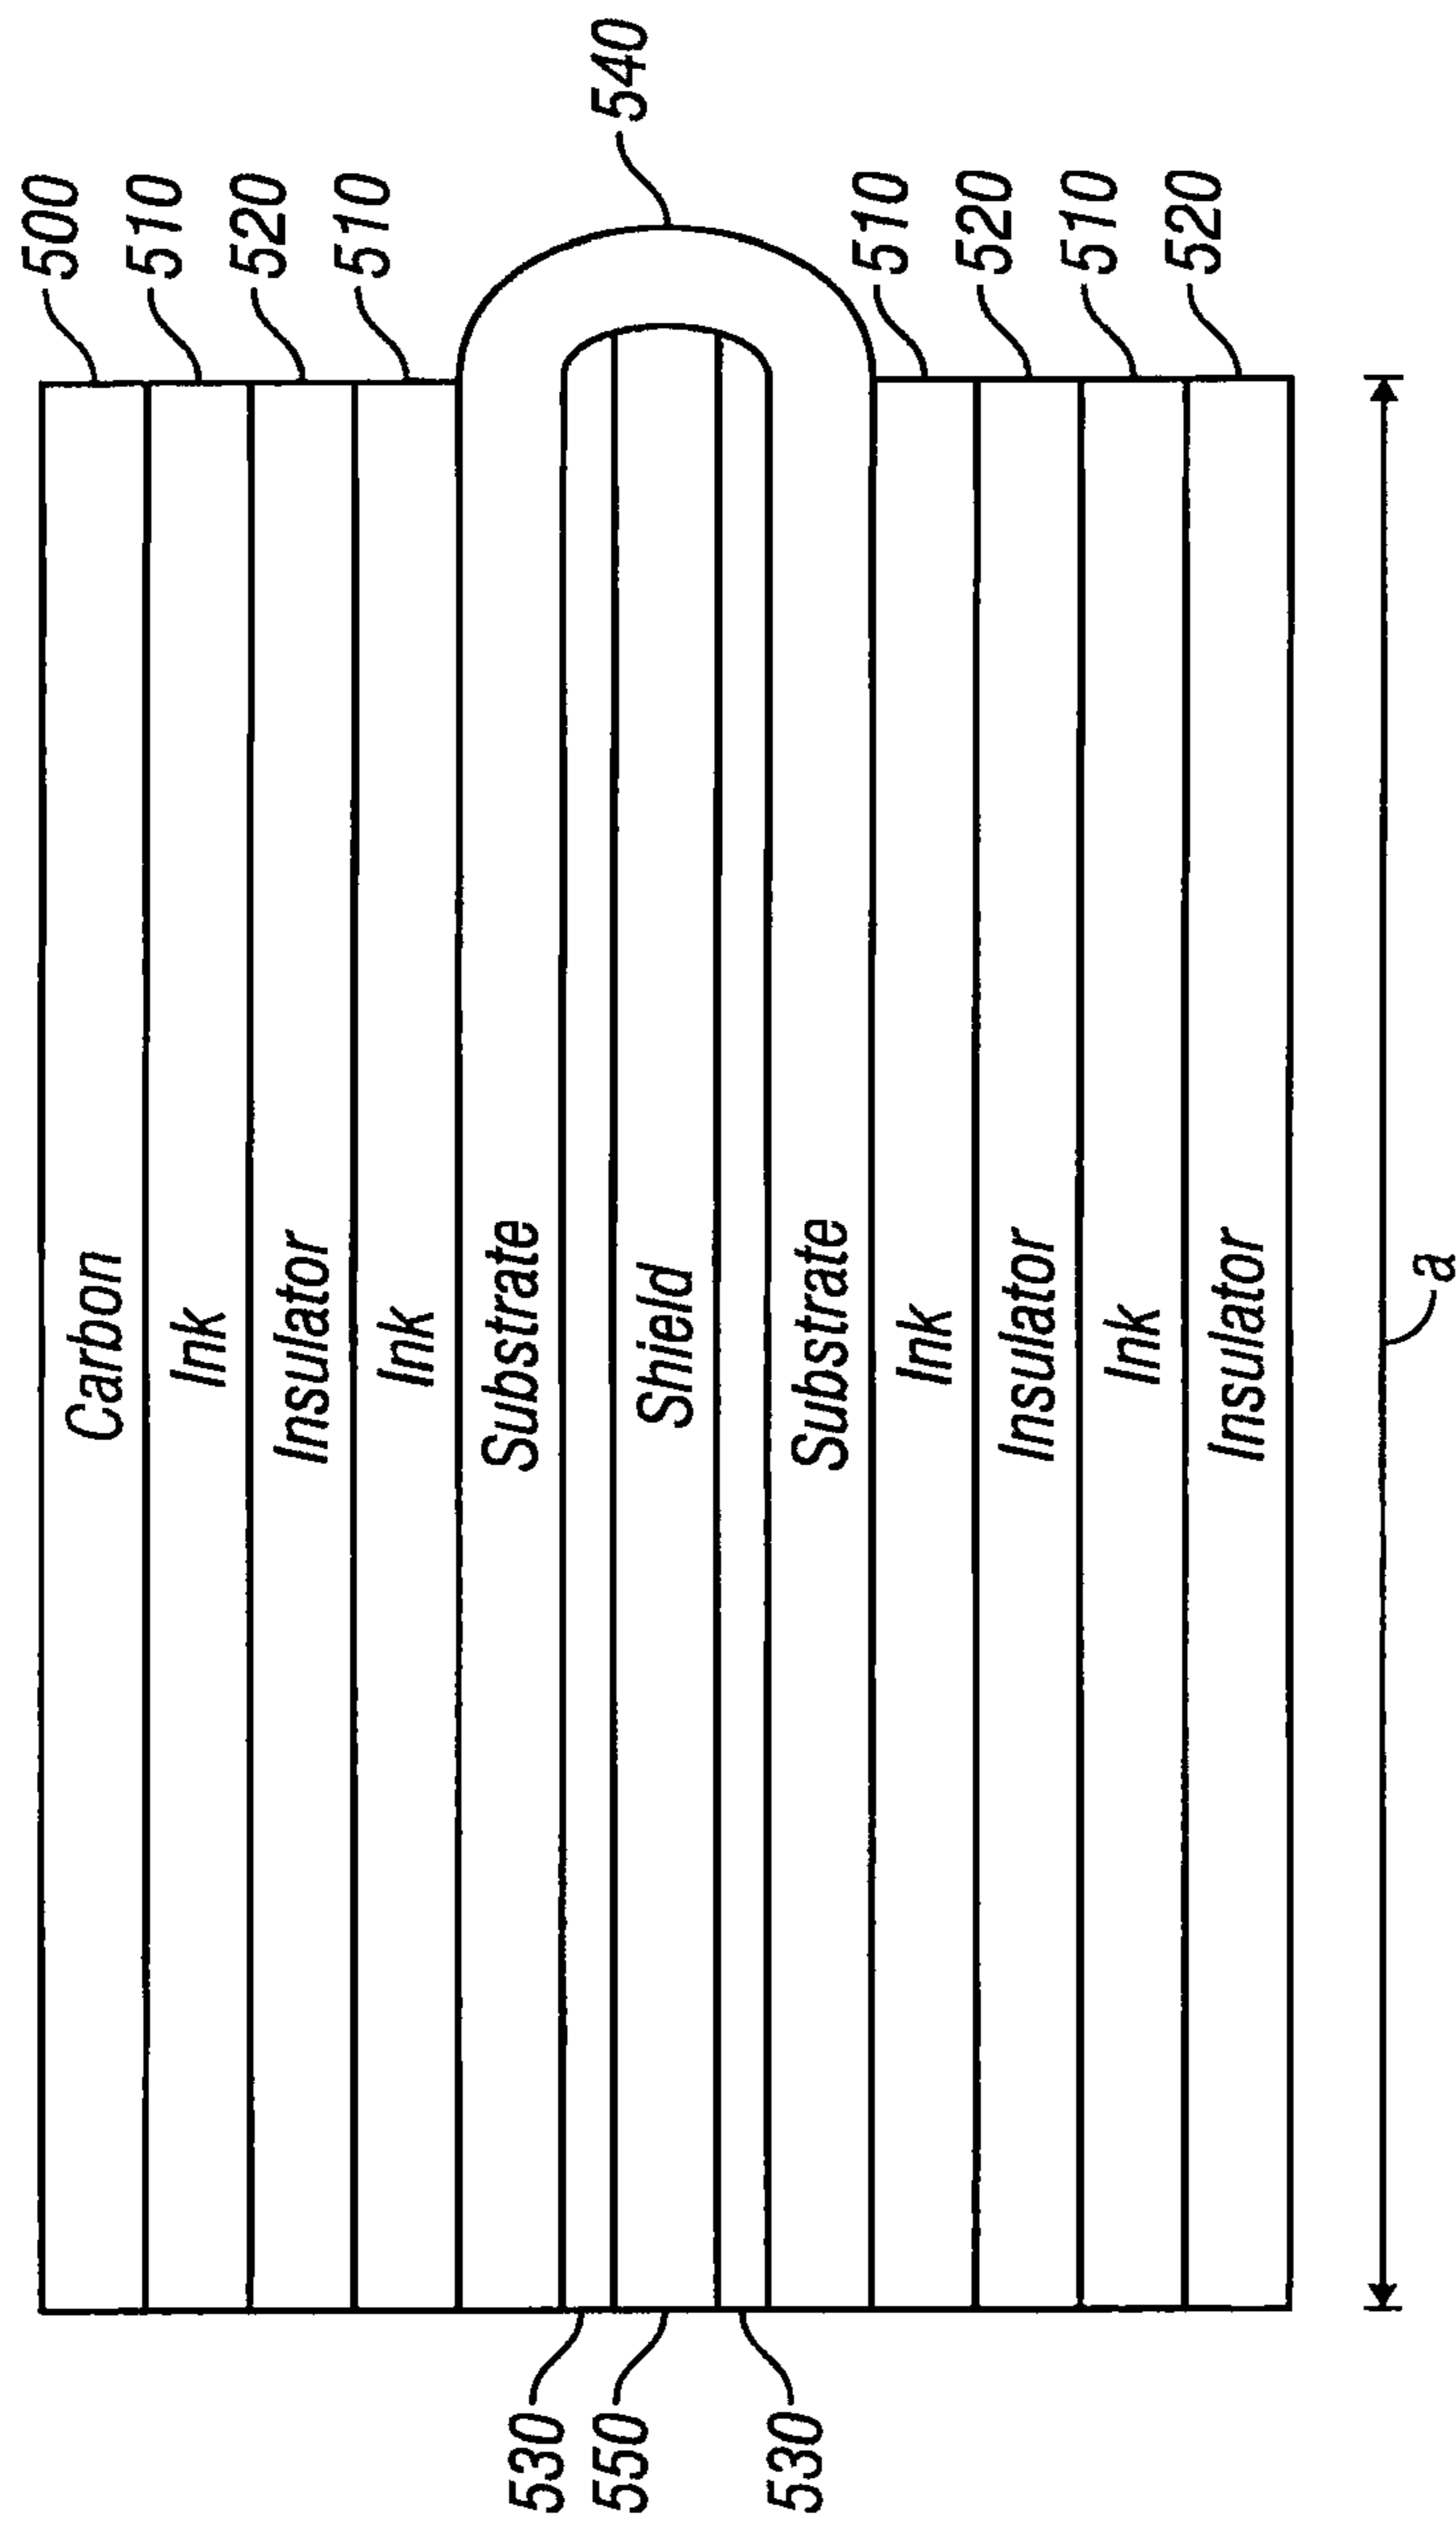 500
510
520
510
540
510
520
510
520
Carbon
Ink
Insulator
Ink
Substrate
Shield
Substrate
Ink
Insulator
Ink
Insulator
a
530
550
530